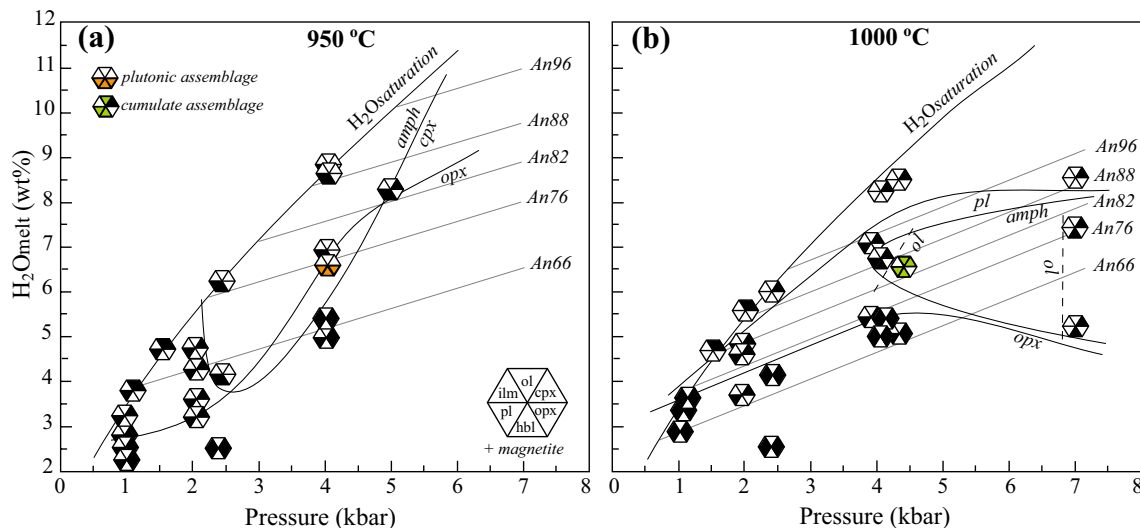 (a)
950 °C
(b)
1000 °C
12
11
10
9
8
7
6
5
4
3
2
H2Omelt (wt%)
plutonic assemblage
cumulate assemblage
H2Osaturation
amph
cpx
opx
An96
An88
An82
An76
An66
ol
ilm
cpx
pl
opx
hbl
+ magnetite
0 1 2 3 4 5 6 7 8
Pressure (kbar)
H2Osaturation
pl
amph
ol
ol
opx
An96
An88
An82
An76
An66
0 1 2 3 4 5 6 7 8
Pressure (kbar)